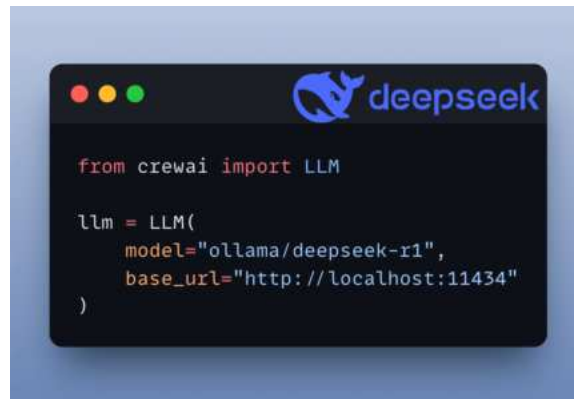 deepseek
from crewai import LLM
llm = LLM(
    model="ollama/deepseek-r1",
    base_url="http://localhost:11434"
)